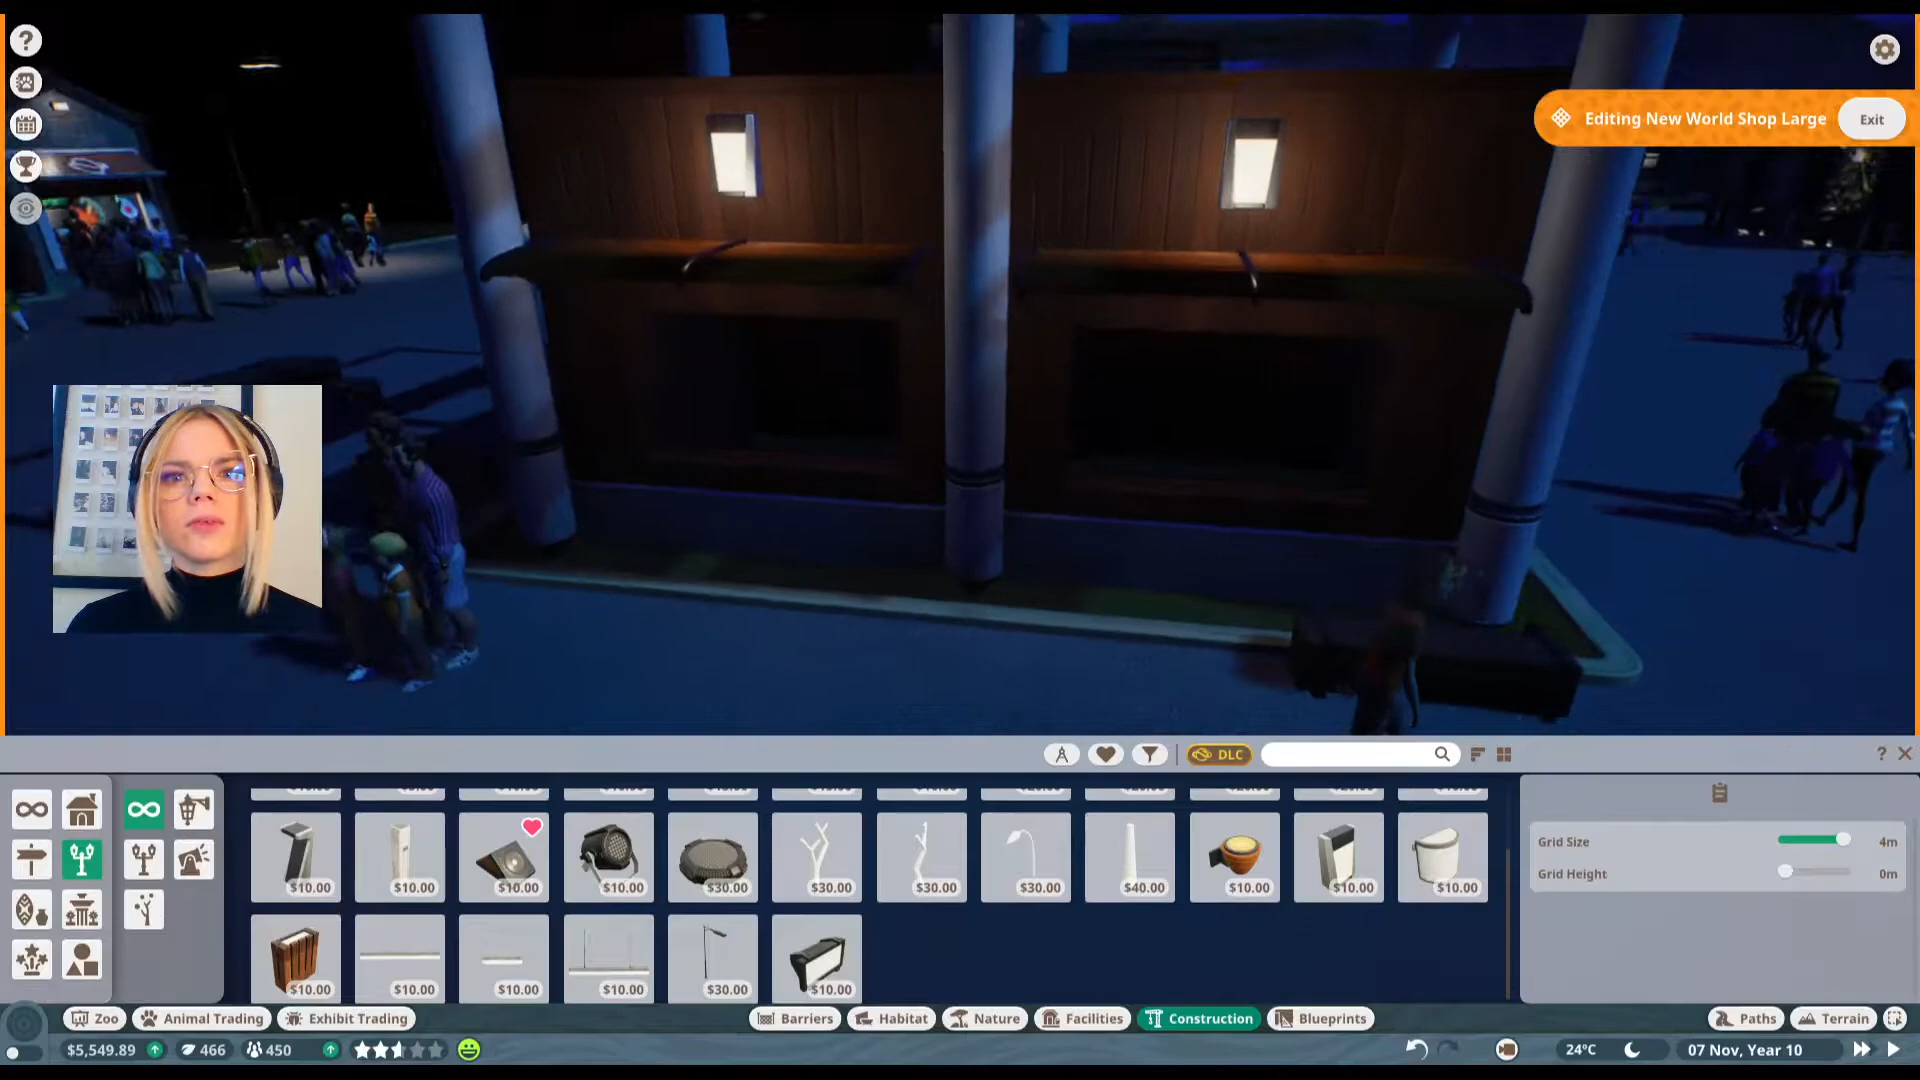 ?
Editing New World Shop Large
Exit
DLC
? ×
$10.00 $10.00 $10.00 $10.00 $30.00 $30.00 $30.00 $30.00 $40.00 $10.00 $10.00 $10.00
$10.00 $10.00 $10.00 $10.00 $30.00 $10.00
Grid Size 4m
Grid Height 0m
Zoo Animal Trading Exhibit Trading Barriers Habitat Nature Facilities Construction Blueprints Paths Terrain
$5,549.89 466 450 24°C 07 Nov, Year 10